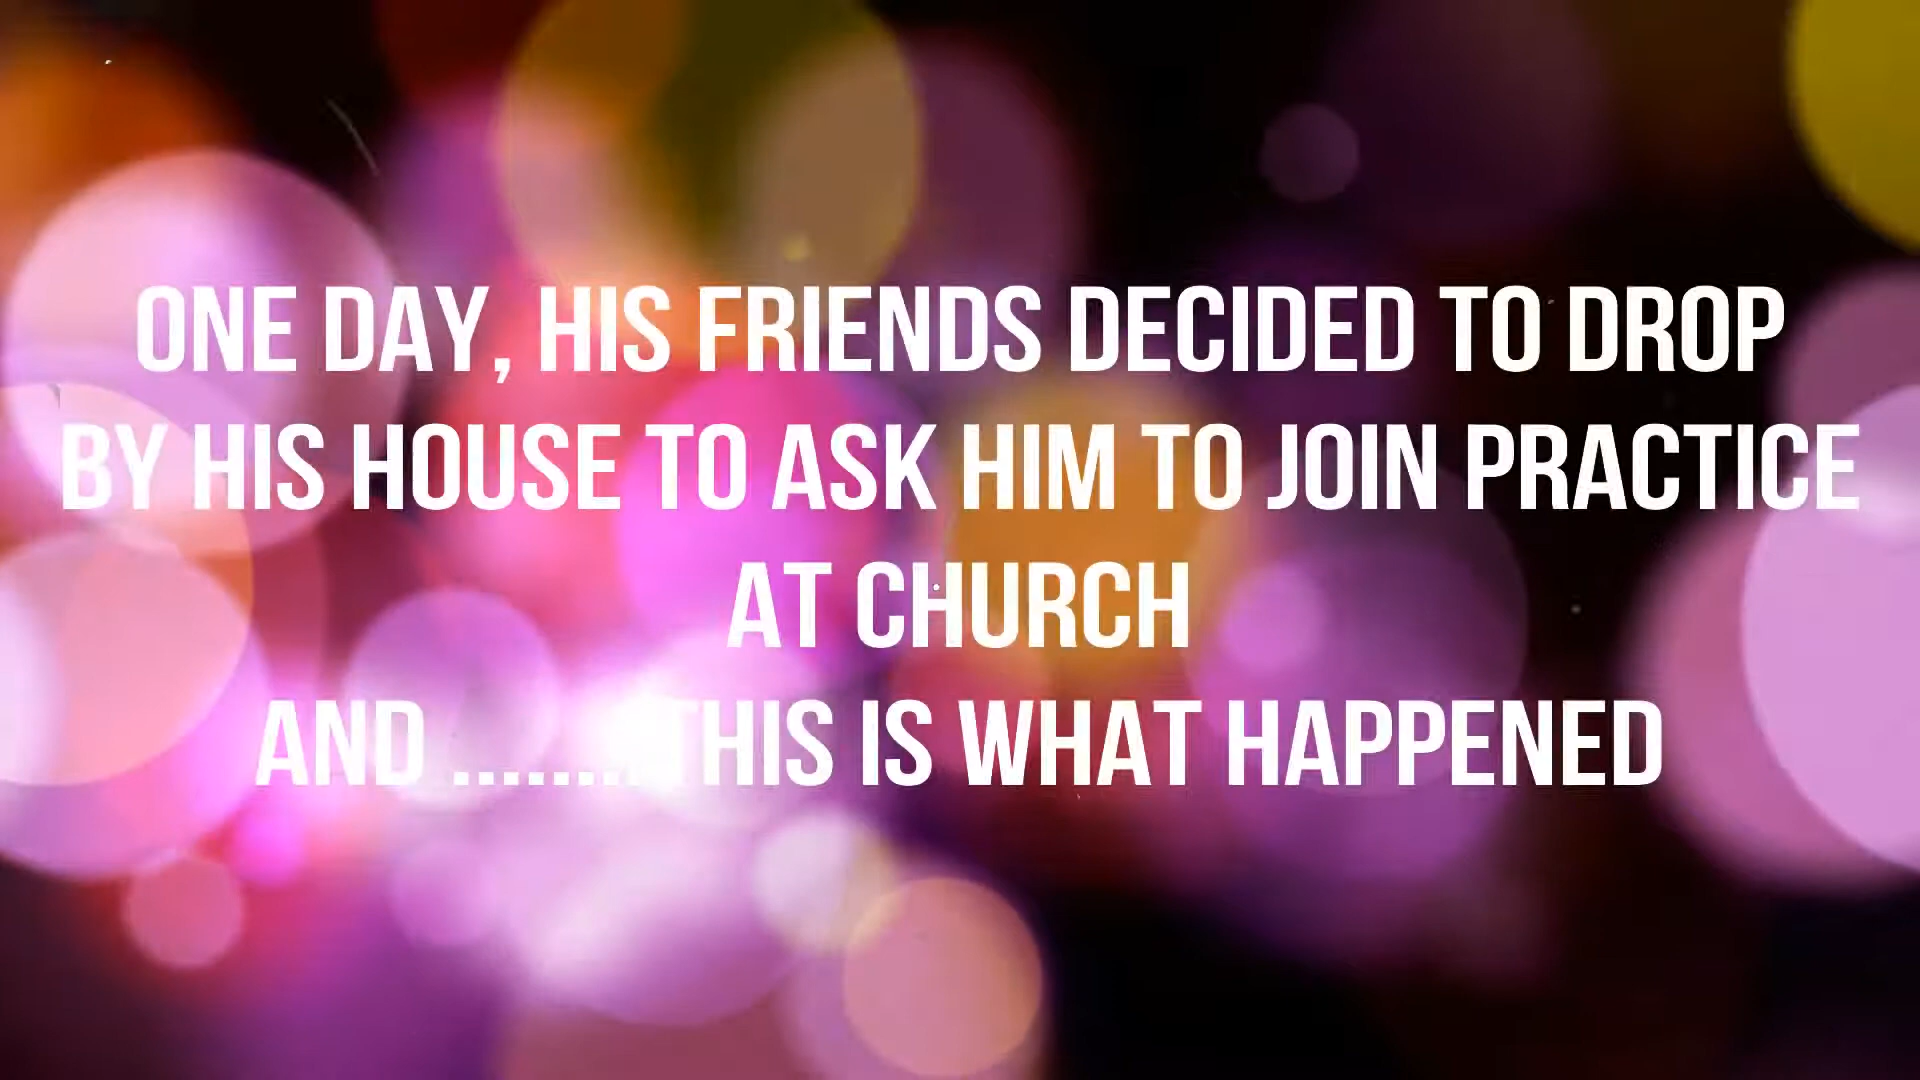 ONE DAY, HIS FRIENDS DECIDED TO DROP
BY HIS HOUSE TO ASK HIM TO JOIN PRACTICE
AT CHURCH
AND ........THIS IS WHAT HAPPENED